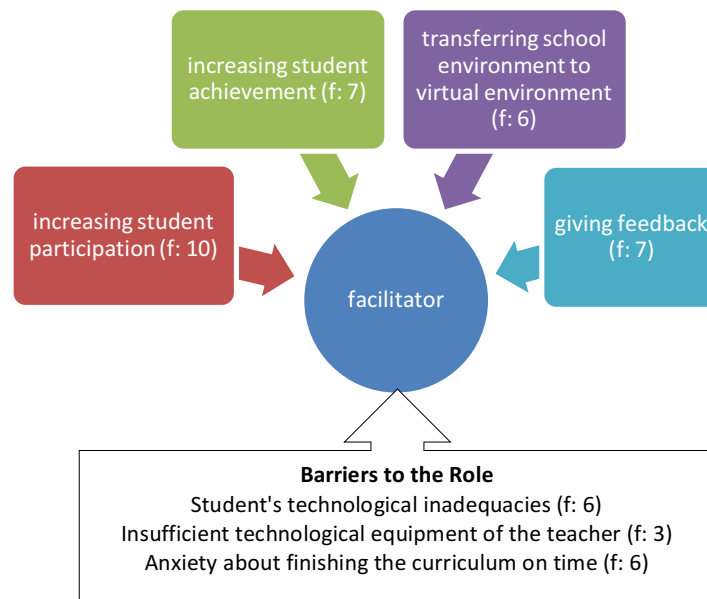 transferring school
environment to
virtual environment
(f: 6)
increasing student
achievement (f: 7)
increasing student
participation (f: 10)
giving feedback
(f: 7)
facilitator
Barriers to the Role
Student's technological inadequacies (f: 6)
Insufficient technological equipment of the teacher (f: 3)
Anxiety about finishing the curriculum on time (f: 6)